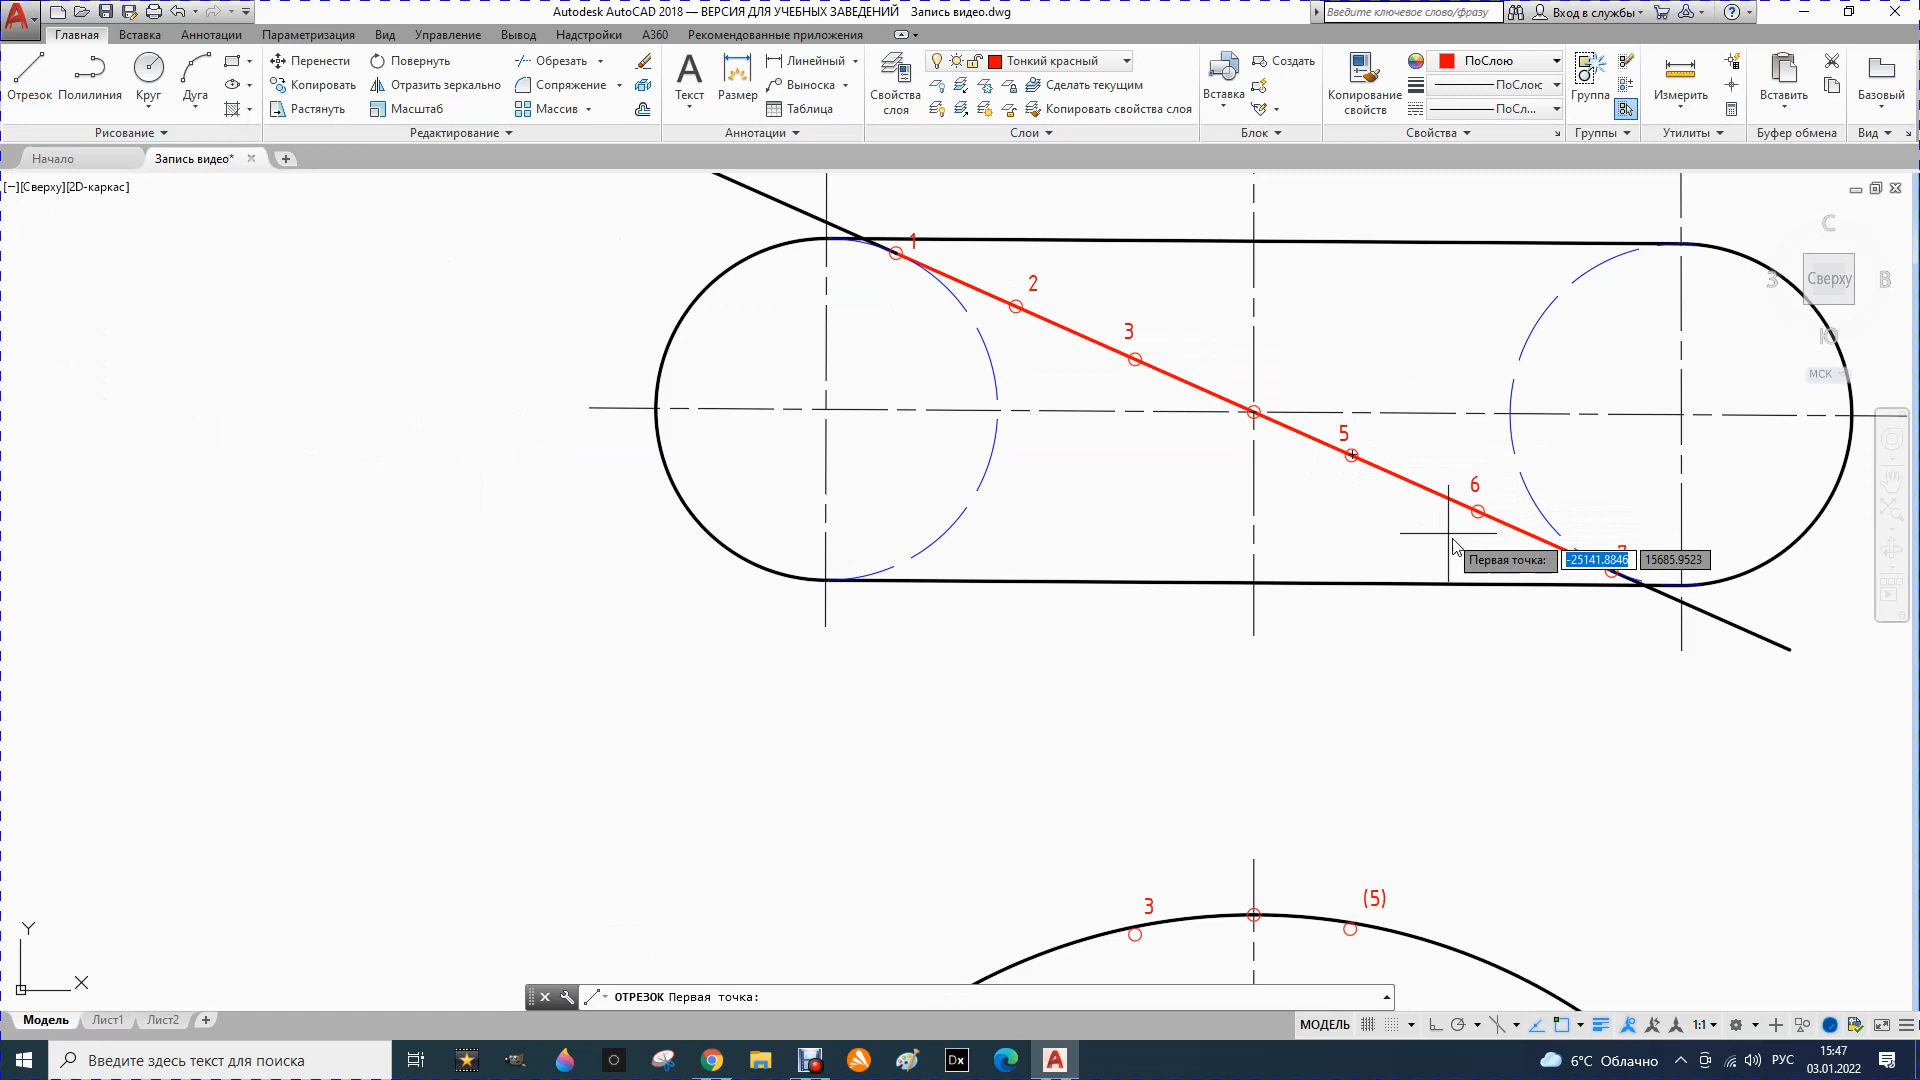 Autodesk AutoCAD 2018 — ВЕРСИЯ ДЛЯ УЧЕБНЫХ ЗАВЕДЕНИЙ Запись видео.dwg
Введите ключевое слово/фразу
Вход в службы
Главная Вставка Аннотации Параметризация Вид Управление Вывод Надстройки A360 Рекомендованные приложения
Отрезок Полилиния Круг Дуга
Перенести Повернуть Обрезать
Копировать Отразить зеркально Сопряжение
Растянуть Масштаб Массив
Текст Размер
Линейный
Выноска
Таблица
Свойства слоя
Тонкий красный
Сделать текущим
Копировать свойства слоя
Вставка
Создать
Копирование свойств
ПоСлою
ПоСлою
ПоСл...
Группа
Измерить
Вставить
Базовый
Рисование Редактирование Аннотации Слои Блок Свойства Группы Утилиты Буфер обмена Вид
Начало Запись видео*
[−][Сверху][2D-каркас]
С
З Сверху В
Ю
МСК
1
2
3
5
6
7
Первая точка: -25141.8846 15685.9523
3 (5)
Y
X
ОТРЕЗОК Первая точка:
Модель Лист1 Лист2
МОДЕЛЬ 1:1
Введите здесь текст для поиска
Dx
6°C Облачно
РУС
15:47
03.01.2022